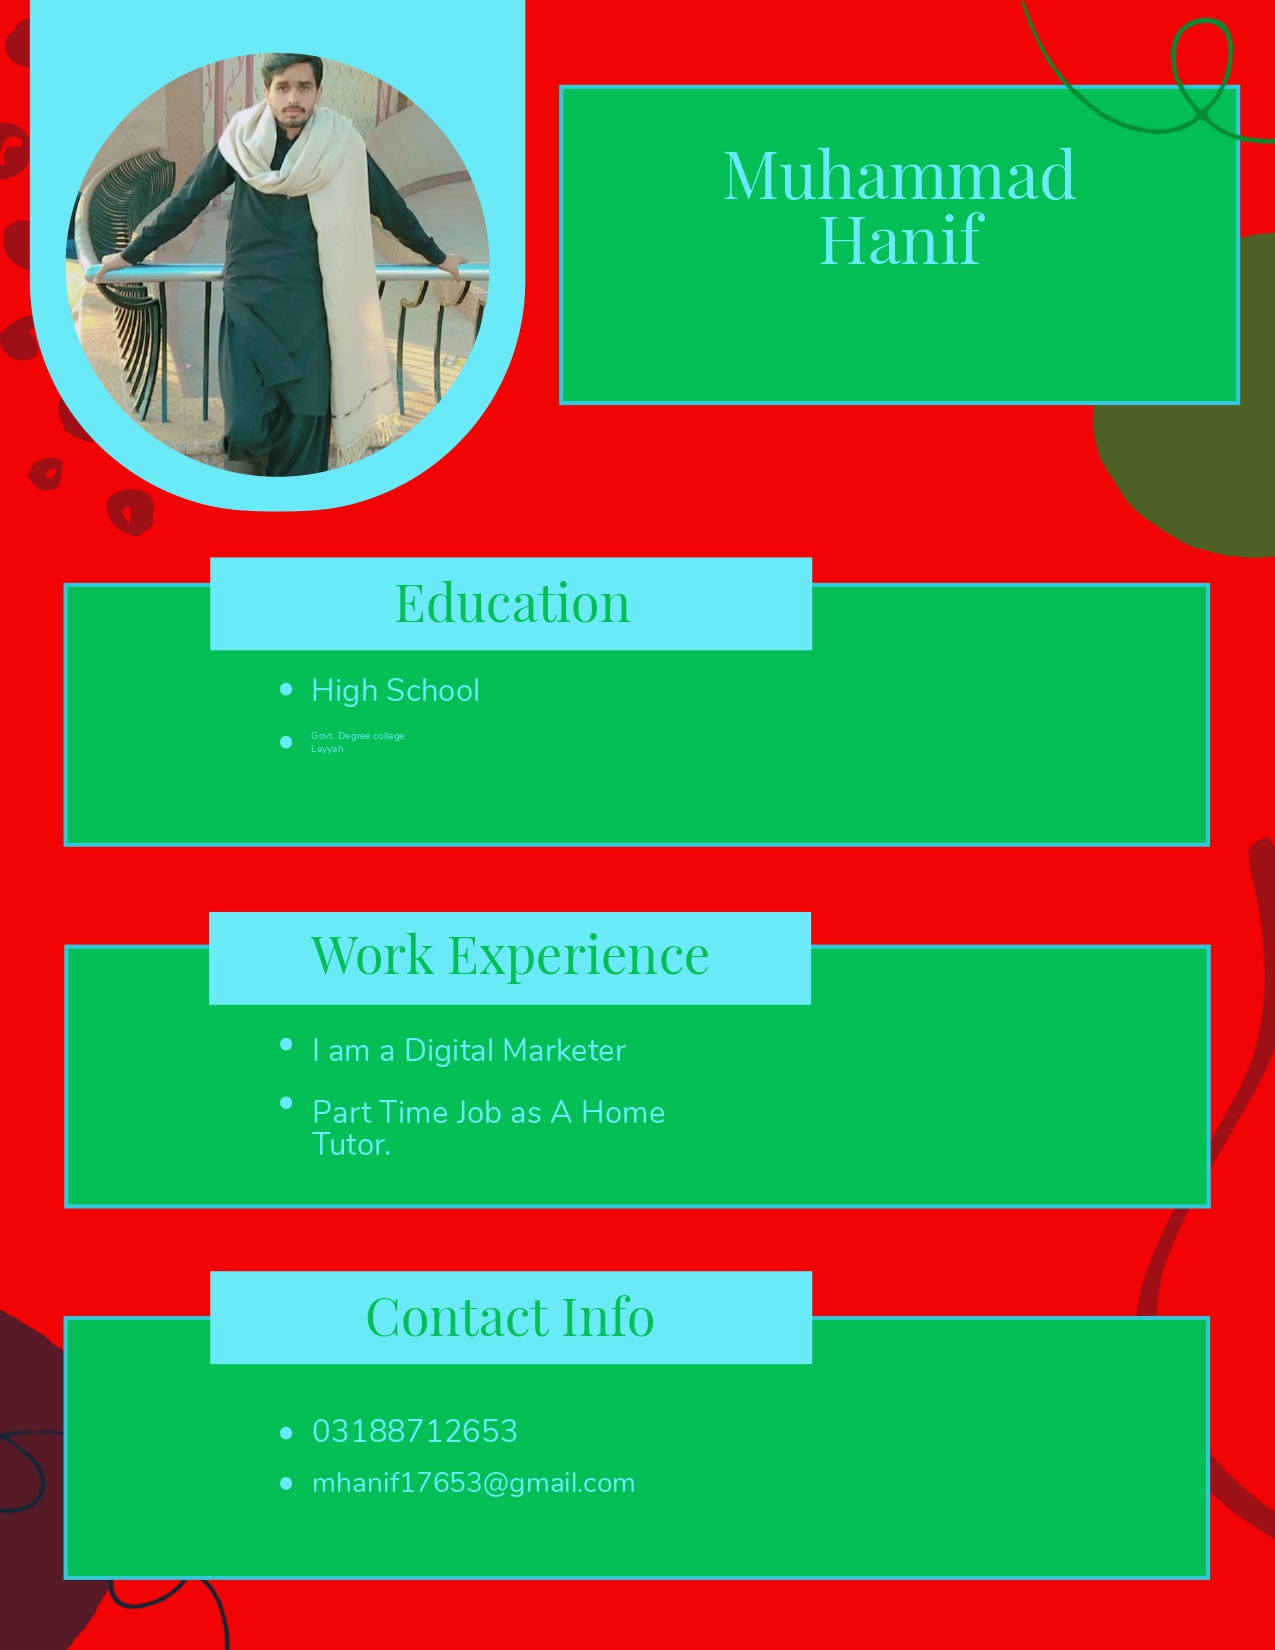 Muhammad
Hanif
Education
High School
Govt. Degree collage
Layyah
Work Experience
I am a Digital Marketer
Part Time Job as A Home
Tutor.
Contact Info
03188712653
mhanif17653@gmail.com